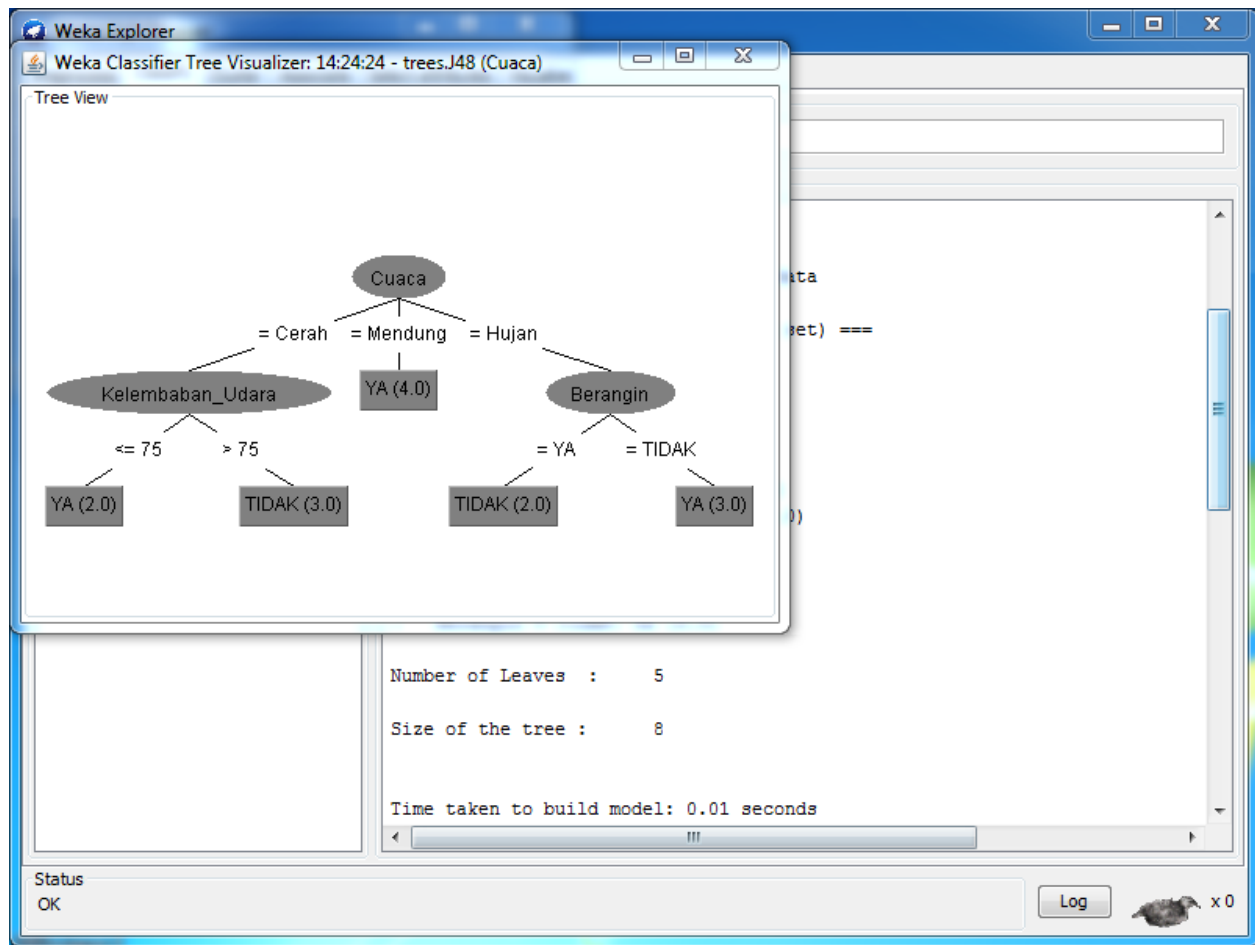 Weka Explorer
Weka Classifier Tree Visualizer: 14:24:24 - trees.J48 (Cuaca)
Tree View
Cuaca
= Cerah = Mendung = Hujan
Kelembaban_Udara YA (4.0) Berangin
<= 75 > 75 = YA = TIDAK
YA (2.0) TIDAK (3.0) TIDAK (2.0) YA (3.0)
===
Number of Leaves : 5
Size of the tree : 8
Time taken to build model: 0.01 seconds
Status
OK
Log
x 0